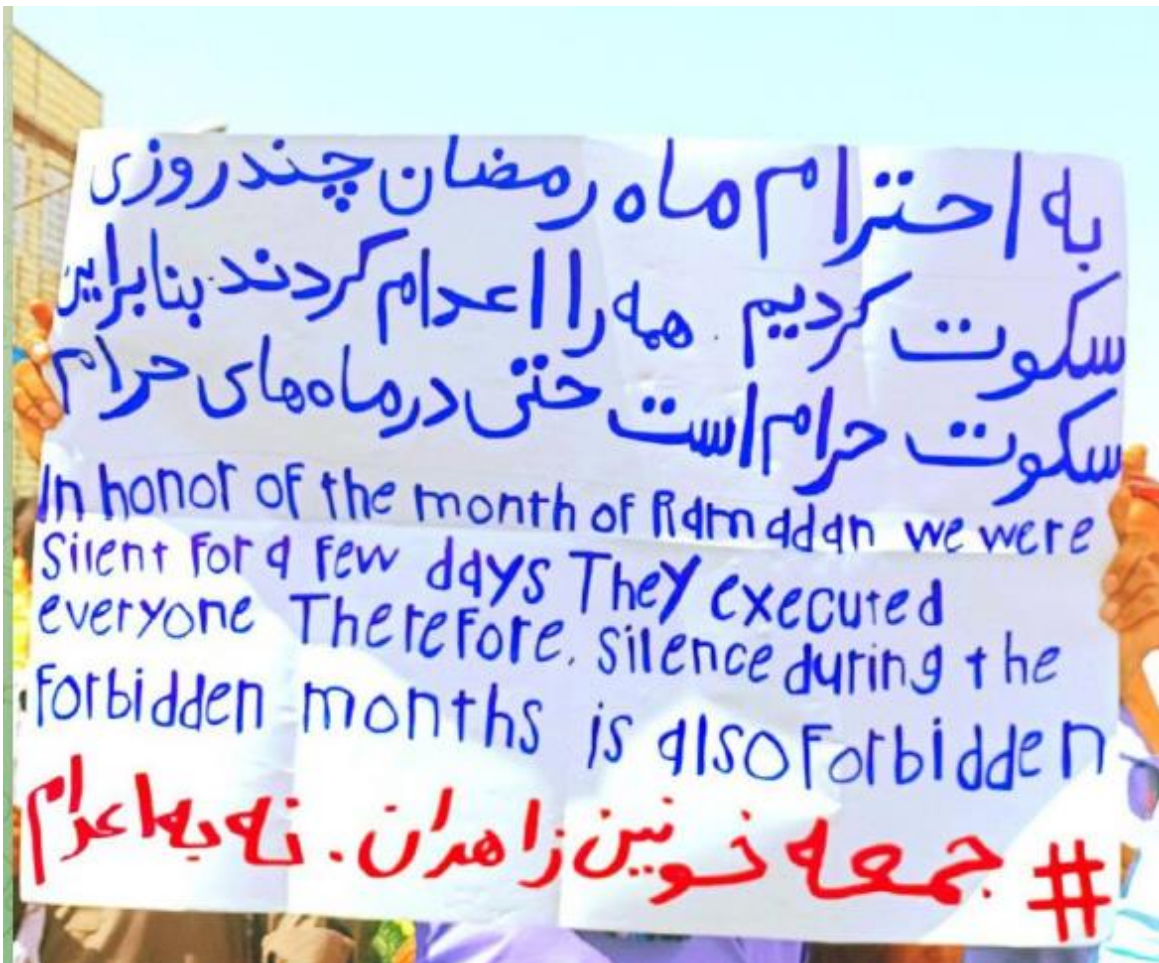 به احترام ماه رمضان چند روزی
سکوت کردیم. همه را اعدام کردند. بنابراین
سکوت حرام است حتی در ماه‌های حرام
In honor of the month of Ramadan we were
Silent for a few days They executed
everyone Therefore. silence during the
forbidden months is also forbidden
# جمعه خونین زاهدان. نه به اعدام